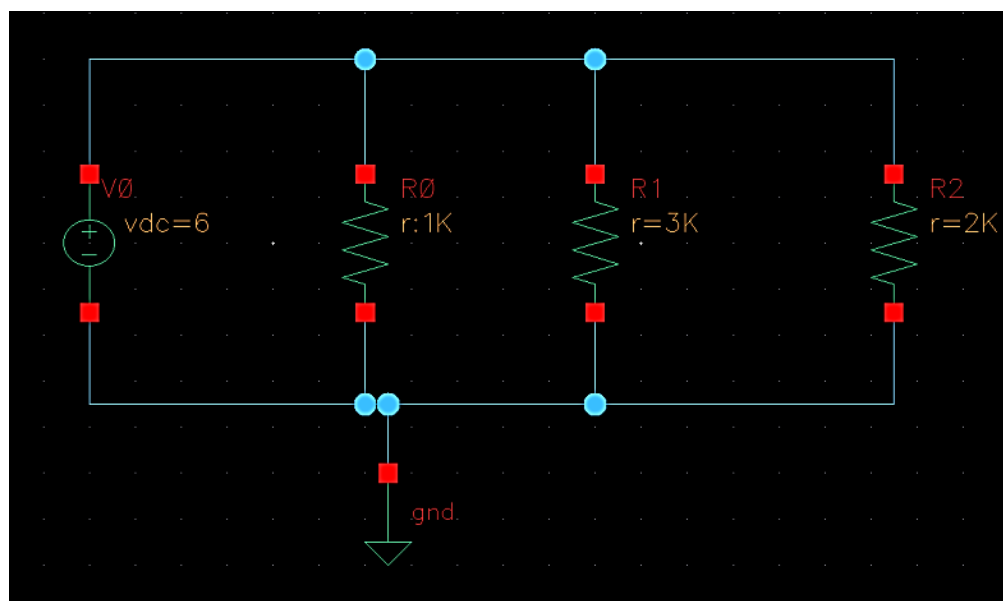 V0
vdc=6
R0
r:1K
R1
r=3K
R2
r=2K
gnd